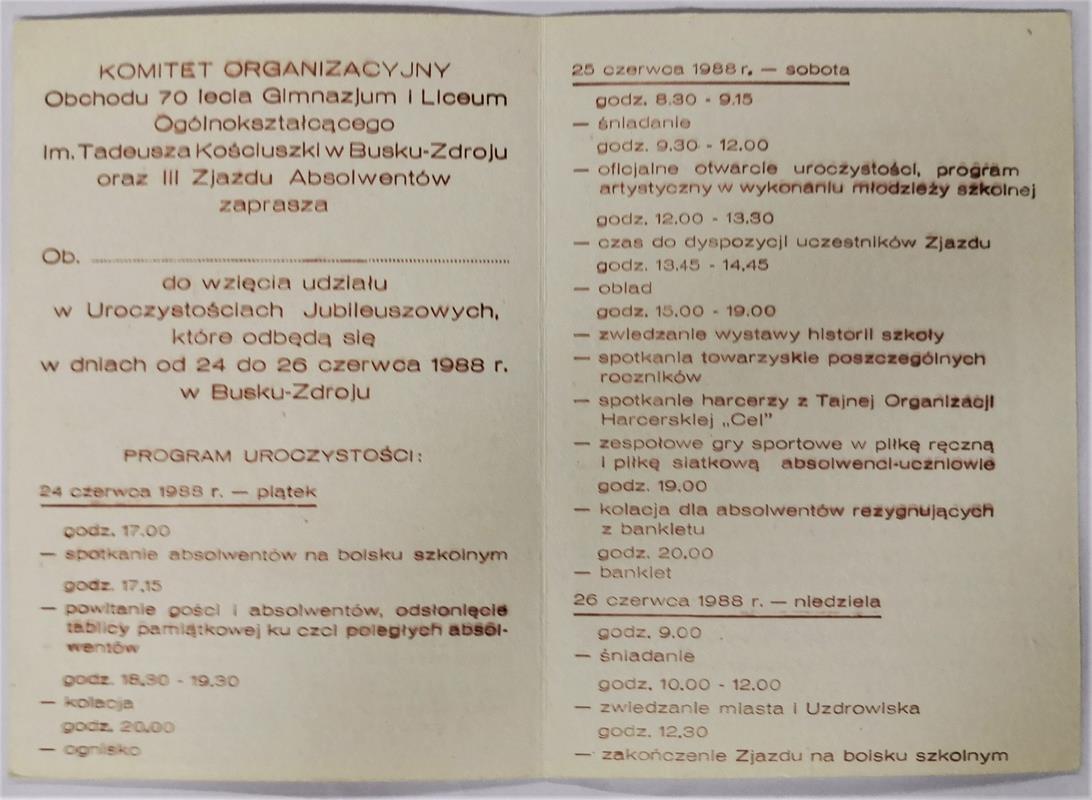 KOMITET ORGANIZACYJNY
Obchodu 70 lecia Gimnazjum i Liceum
Ogólnokształcącego
im. Tadeusza Kościuszki w Busku-Zdroju
oraz III Zjazdu Absolwentów
zaprasza
Ob. ........................................................
do wzięcia udziału
w Uroczystościach Jubileuszowych,
które odbędą się
w dniach od 24 do 26 czerwca 1988 r.
w Busku-Zdroju
PROGRAM UROCZYSTOŚCI:
24 czerwca 1988 r. — piątek
godz. 17.00
— spotkanie absolwentów na boisku szkolnym
godz. 17.15
— powitanie gości i absolwentów, odsłonięcie
tablicy pamiątkowej ku czci poległych absol-
wentów
godz. 18.30 - 19.30
— kolacja
godz. 20.00
— ognisko
25 czerwca 1988 r. — sobota
godz. 8.30 - 9.15
— śniadanie
godz. 9.30 - 12.00
— oficjalne otwarcie uroczystości, program
artystyczny w wykonaniu młodzieży szkolnej
godz. 12.00 - 13.30
— czas do dyspozycji uczestników Zjazdu
godz. 13.45 - 14.45
— obiad
godz. 15.00 - 19.00
— zwiedzanie wystawy historii szkoły
— spotkania towarzyskie poszczególnych
roczników
— spotkanie harcerzy z Tajnej Organizacji
Harcerskiej „Cel”
— zespołowe gry sportowe w piłkę ręczną
i piłkę siatkową absolwenci-uczniowie
godz. 19.00
— kolacja dla absolwentów rezygnujących
z bankietu
godz. 20.00
— bankiet
26 czerwca 1988 r. — niedziela
godz. 9.00
— śniadanie
godz. 10.00 - 12.00
— zwiedzanie miasta i Uzdrowiska
godz. 12.30
— zakończenie Zjazdu na boisku szkolnym